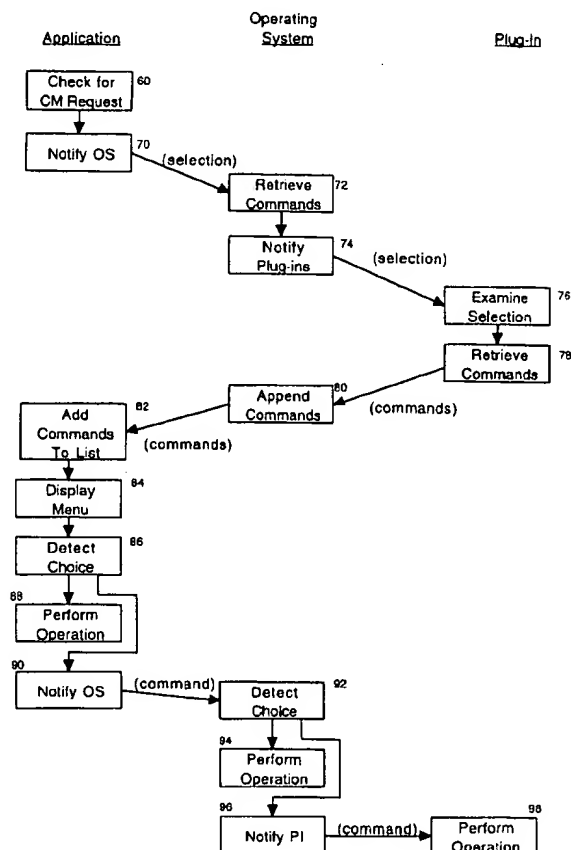 Application
Operating
System
Plug-In
Check for
CM Request
60
Notify OS
70
(selection)
Retrieve
Commands
72
Notify
Plug-ins
74
(selection)
Examine
Selection
76
Retrieve
Commands
78
Append
Commands
80
(commands)
Add
Commands
To List
82
(commands)
Display
Menu
84
Detect
Choice
86
88
Perform
Operation
90
Notify OS
(command)
Detect
Choice
92
94
Perform
Operation
96
Notify PI
(command)
98
Perform
Operation